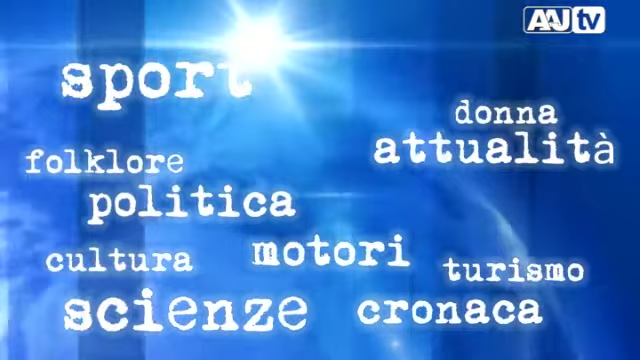 AAJ tv
sport
donna
attualità
folklore
politica
cultura
motori
turismo
scienze
cronaca